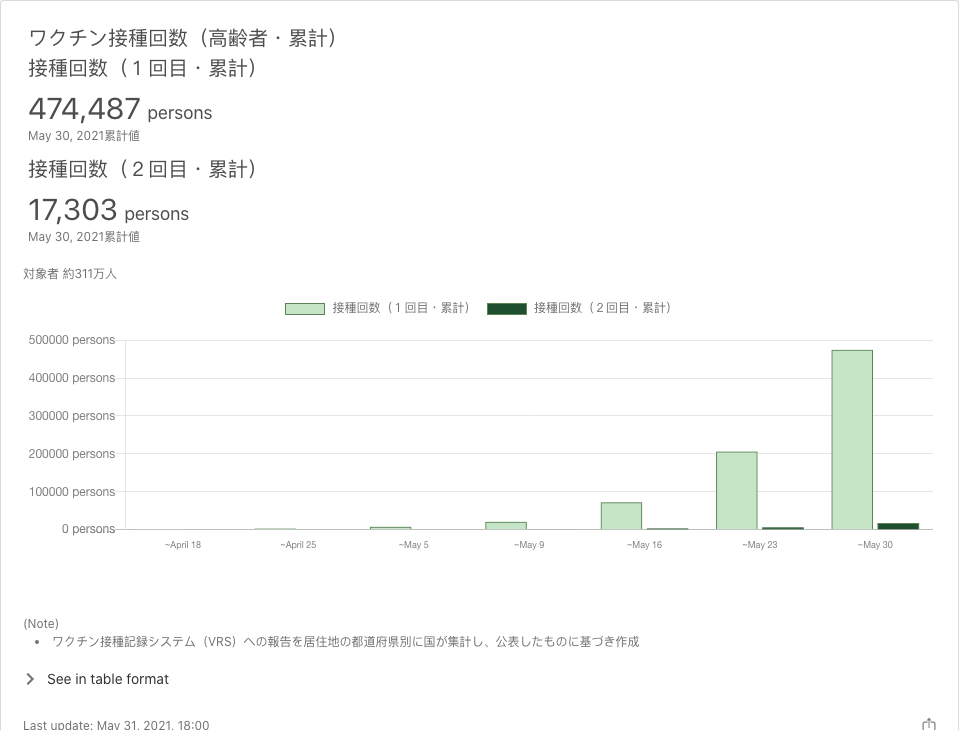 ワクチン接種回数（高齢者・累計）
接種回数（１回目・累計）
474,487 persons
May 30, 2021累計値
接種回数（２回目・累計）
17,303 persons
May 30, 2021累計値
対象者 約311万人
接種回数（１回目・累計） 接種回数（２回目・累計）
500000 persons
400000 persons
300000 persons
200000 persons
100000 persons
0 persons
~April 18 ~April 25 ~May 5 ~May 9 ~May 16 ~May 23 ~May 30
(Note)
• ワクチン接種記録システム（VRS）への報告を居住地の都道府県別に国が集計し、公表したものに基づき作成
See in table format
Last update: May 31, 2021, 18:00